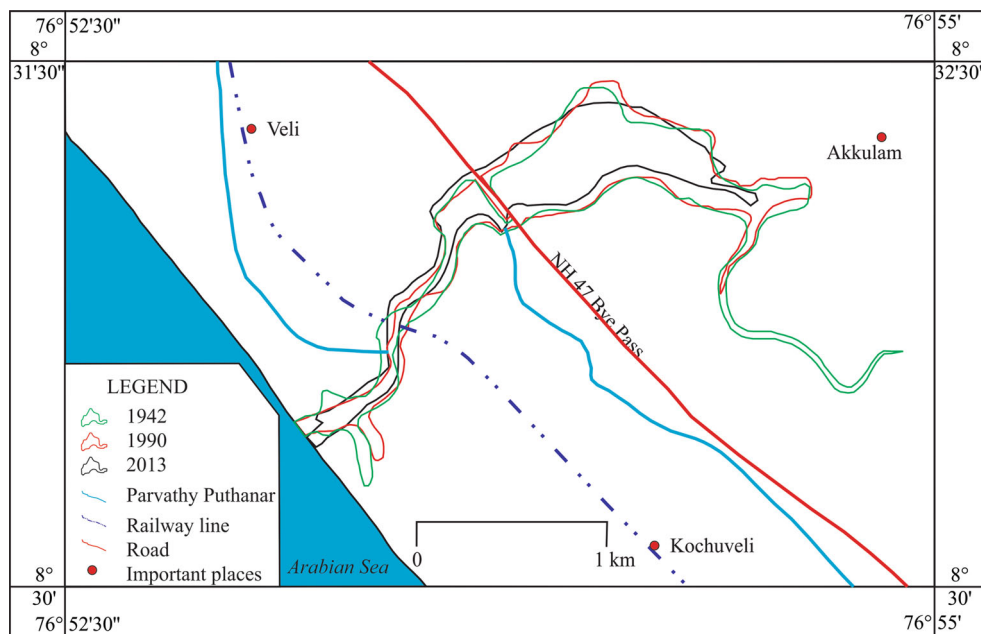 76° 52'30"
76° 55'
8°
31'30"
8°
32'30"
Veli
Akkulam
NH 47 Bye Pass
LEGEND
1942
1990
2013
Parvathy Puthanar
Railway line
Road
Important places
Arabian Sea
0
1 km
Kochuveli
8°
30'
8°
30'
76° 52'30"
76° 55'